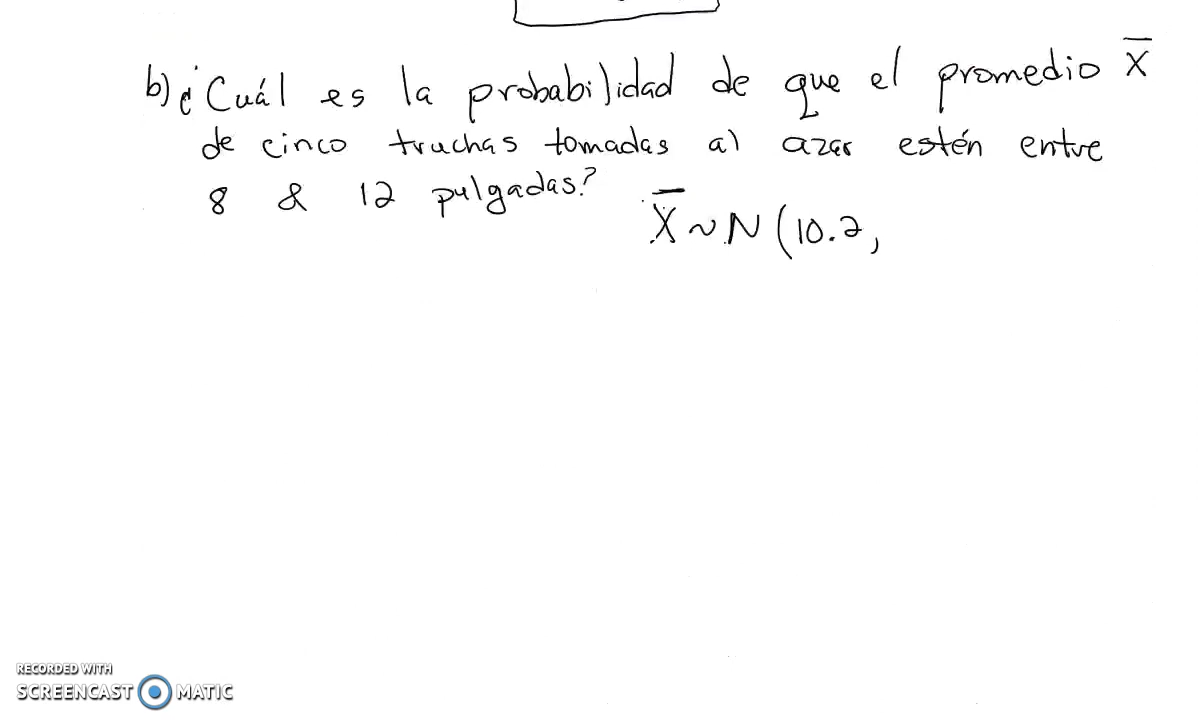 b) ¿Cuál es la probabilidad de que el promedio X̅
de cinco truchas tomadas al azar estén entre
8 & 12 pulgadas?
X̅ ~ N (10.2,
RECORDED WITH
SCREENCAST MATIC